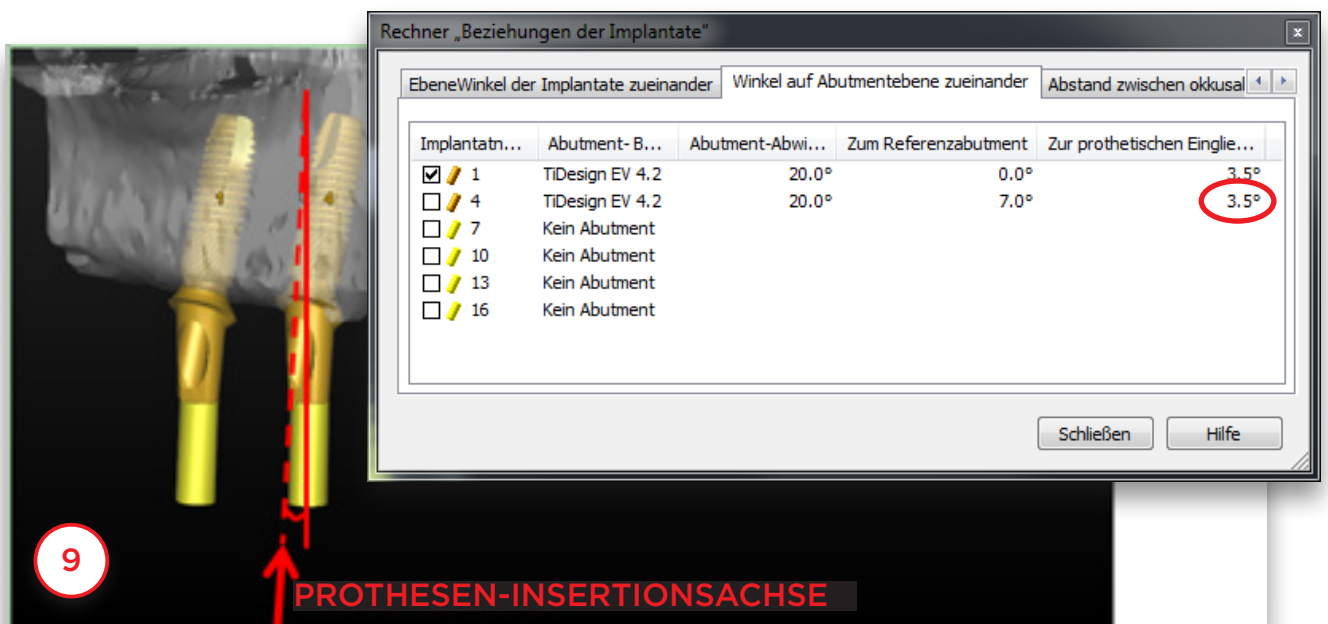 Rechner „Beziehungen der Implantate“
EbeneWinkel der Implantate zueinander Winkel auf Abutmentebene zueinander Abstand zwischen okkusal
Implantatn... Abutment- B... Abutment-Abwi... Zum Referenzabutment Zur prothetischen Einglie...
1 TiDesign EV 4.2 20.0° 0.0° 3.5°
4 TiDesign EV 4.2 20.0° 7.0° 3.5°
7 Kein Abutment
10 Kein Abutment
13 Kein Abutment
16 Kein Abutment
Schließen Hilfe
4 4
9
PROTHESEN-INSERTIONSACHSE